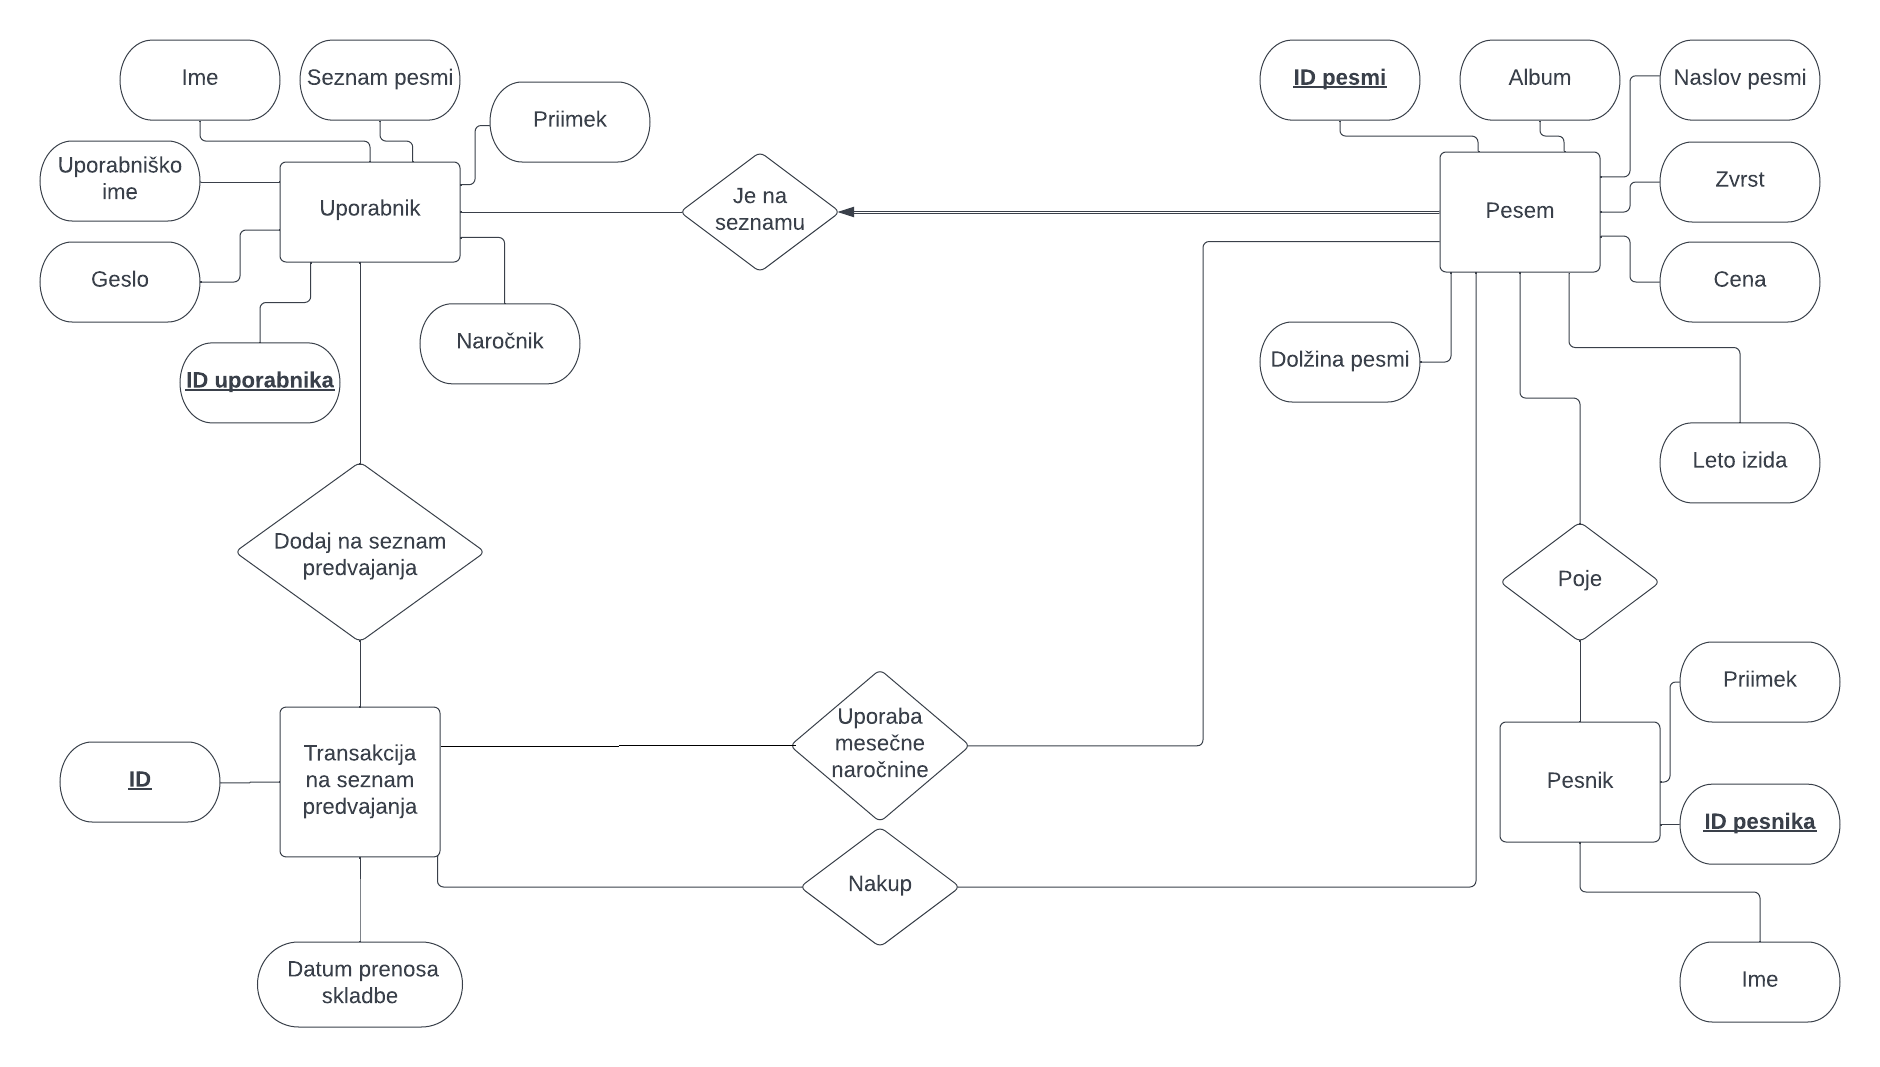 Ime
Seznam pesmi
Priimek
Uporabniško
ime
Uporabnik
Geslo
ID uporabnika
Naročnik
Je na
seznamu
ID pesmi
Album
Naslov pesmi
Pesem
Zvrst
Cena
Dolžina pesmi
Leto izida
Dodaj na seznam
predvajanja
Poje
Transakcija
na seznam
predvajanja
ID
Datum prenosa
skladbe
Uporaba
mesečne
naročnine
Nakup
Priimek
Pesnik
ID pesnika
Ime